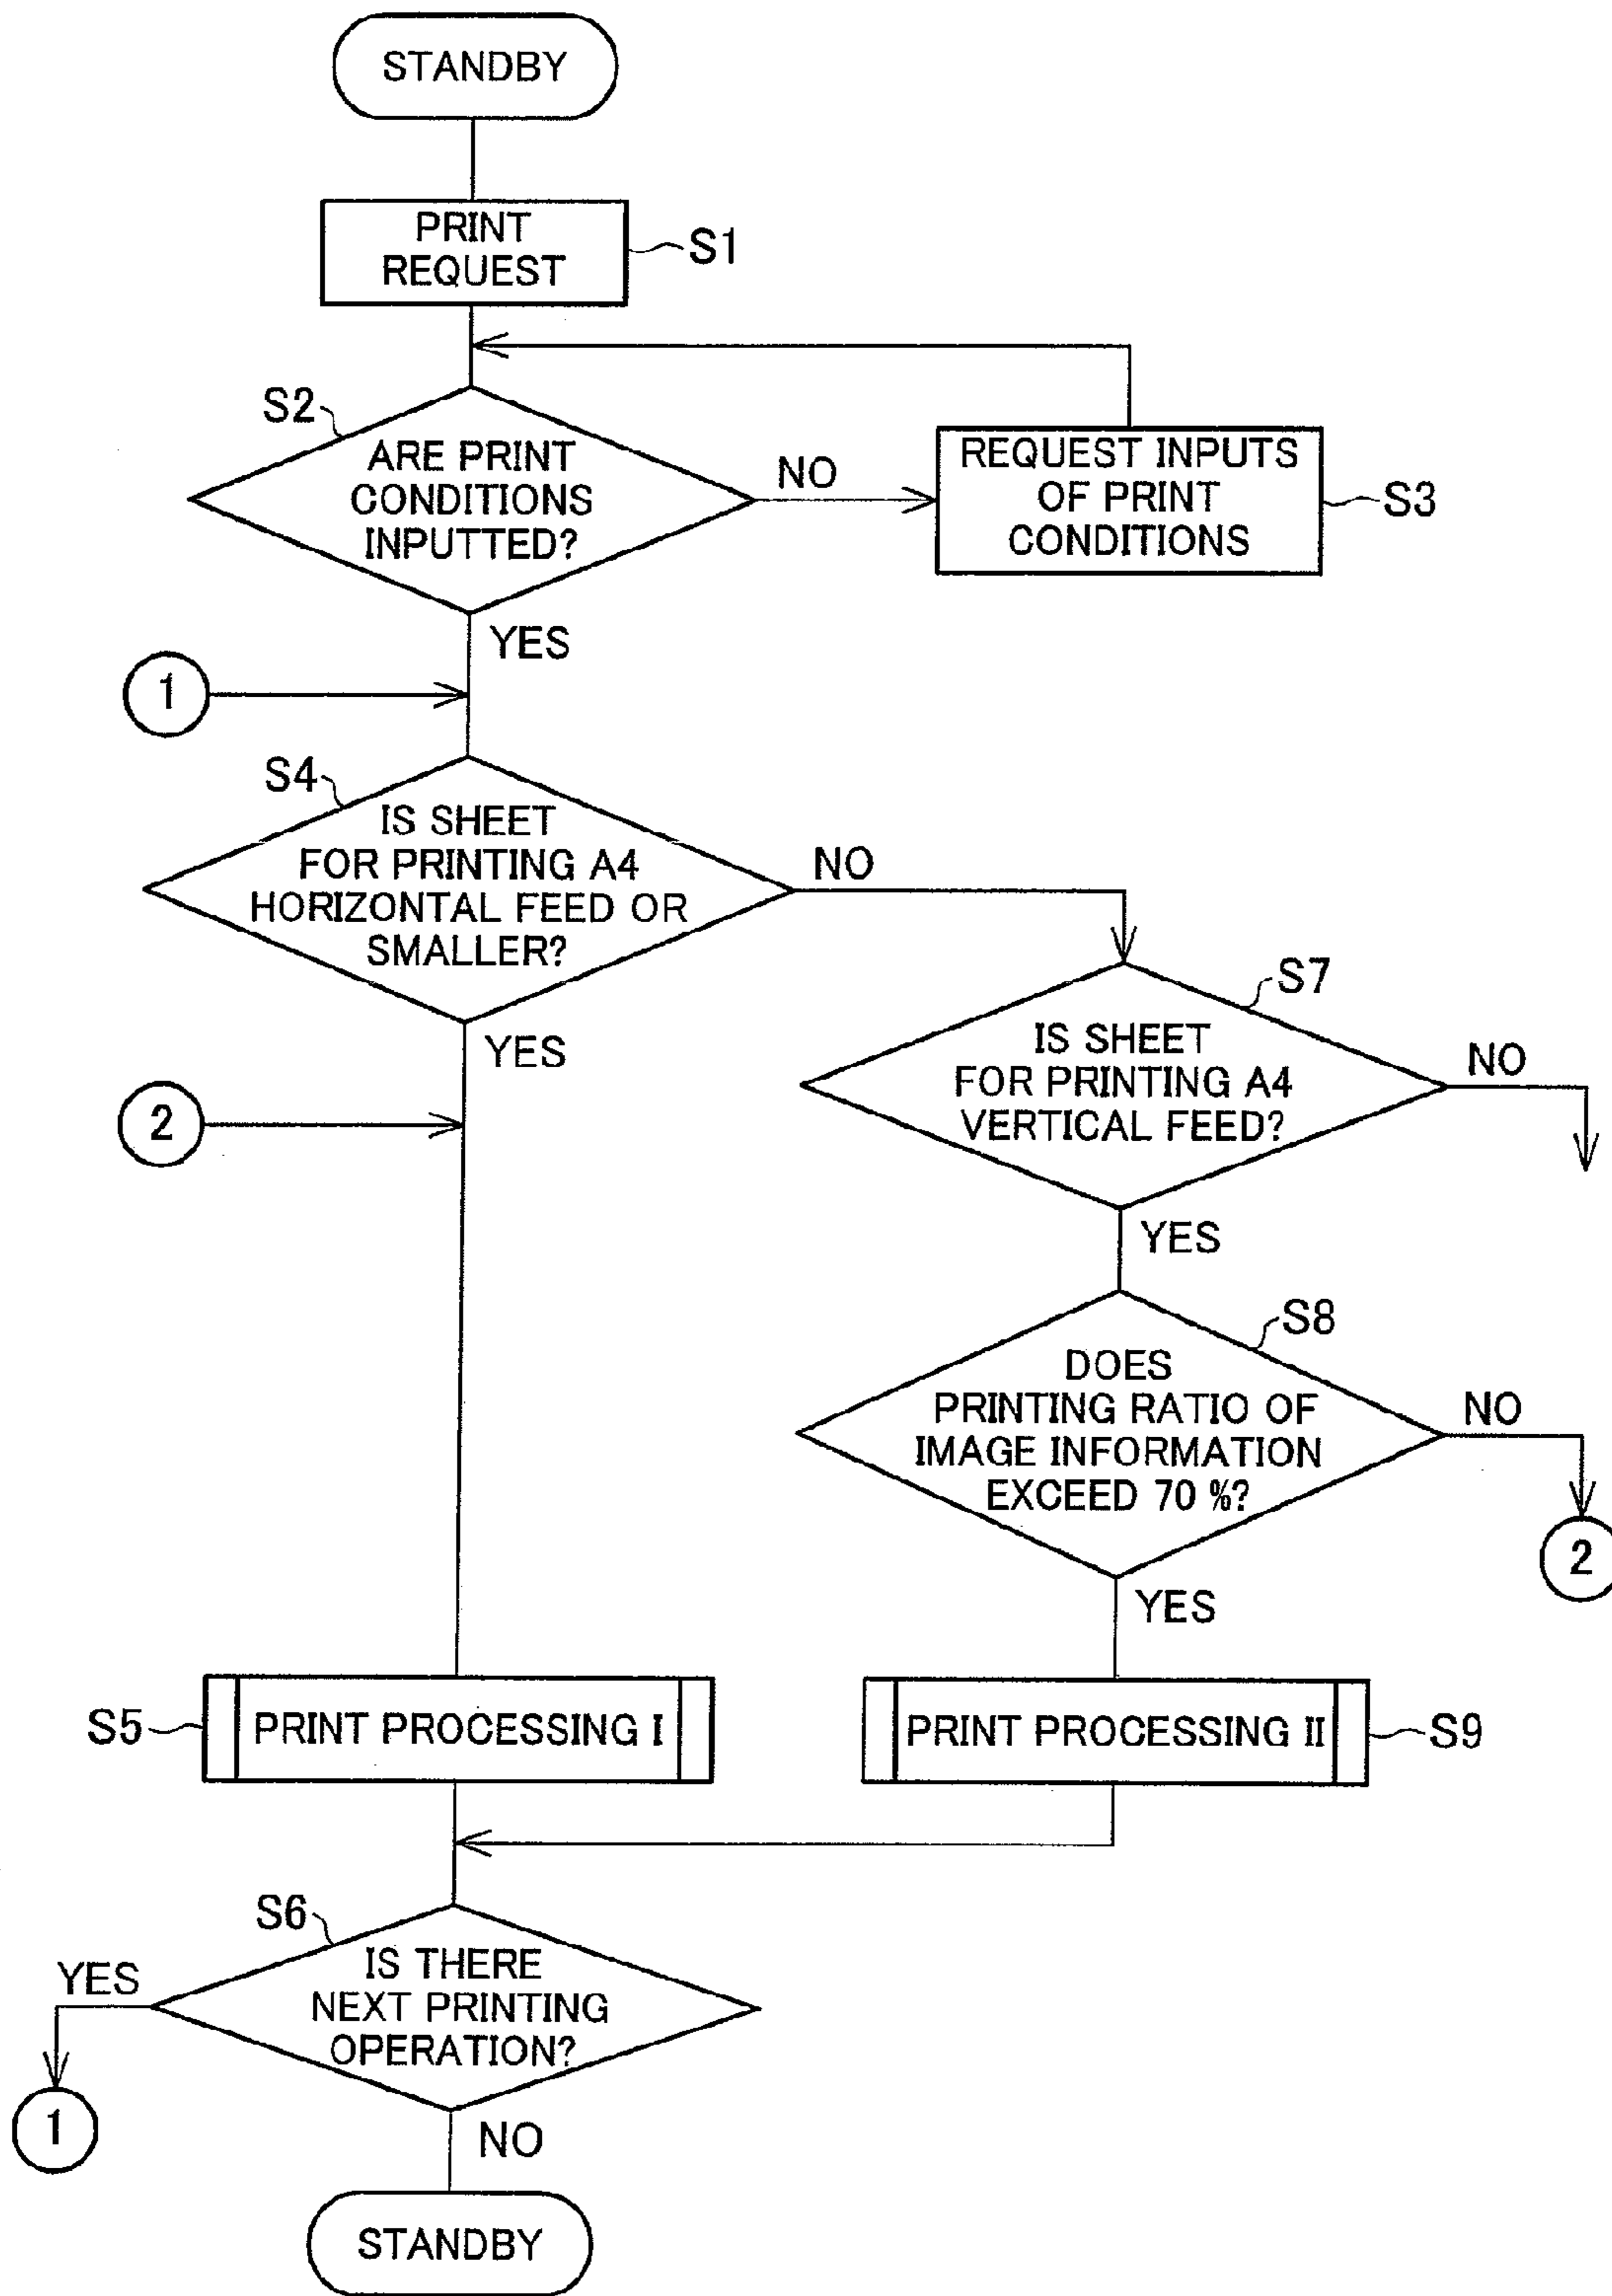 STANDBY
PRINT
REQUEST
S1
S2
ARE PRINT
CONDITIONS
INPUTTED?
NO
REQUEST INPUTS
OF PRINT
CONDITIONS
S3
YES
1
S4
IS SHEET
FOR PRINTING A4
HORIZONTAL FEED OR
SMALLER?
NO
YES
S7
IS SHEET
FOR PRINTING A4
VERTICAL FEED?
NO
2
YES
S8
DOES
PRINTING RATIO OF
IMAGE INFORMATION
EXCEED 70 %?
NO
2
YES
S5
PRINT PROCESSING I
PRINT PROCESSING II
S9
S6
IS THERE
NEXT PRINTING
OPERATION?
YES
1
NO
STANDBY